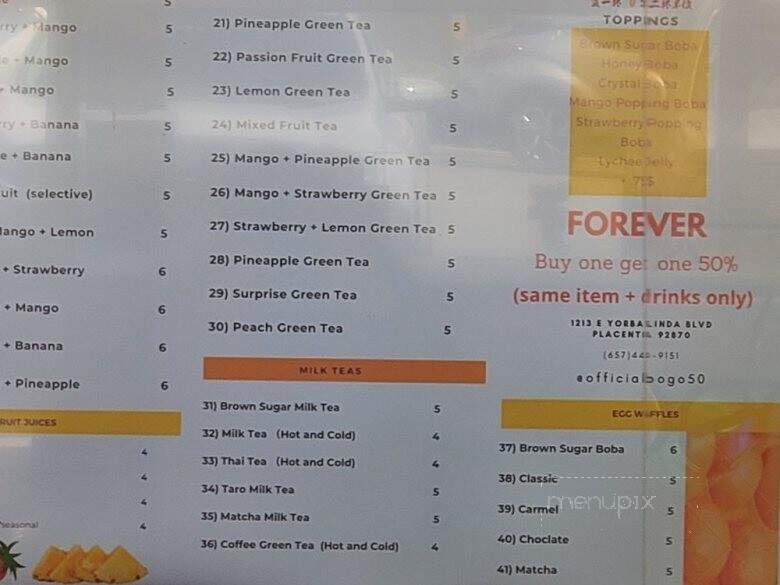 rry + Mango 5
e + Mango 5
+ Mango 5
rry + Banana 5
e + Banana 5
uit (selective) 5
Mango + Lemon 5
+ Strawberry 6
+ Mango 6
+ Banana 6
+ Pineapple 6
RUIT JUICES
4
4
4
*seasonal 4
21) Pineapple Green Tea 5
22) Passion Fruit Green Tea 5
23) Lemon Green Tea 5
24) Mixed Fruit Tea 5
25) Mango + Pineapple Green Tea 5
26) Mango + Strawberry Green Tea 5
27) Strawberry + Lemon Green Tea 5
28) Pineapple Green Tea 5
29) Surprise Green Tea 5
30) Peach Green Tea 5
MILK TEAS
31) Brown Sugar Milk Tea 5
32) Milk Tea (Hot and Cold) 4
33) Thai Tea (Hot and Cold) 4
34) Taro Milk Tea 5
35) Matcha Milk Tea 5
36) Coffee Green Tea (Hot and Cold) 4
TOPPINGS
Brown Sugar Boba
Honey Boba
Crystal Boba
Mango Popping Boba
Strawberry Popping
Boba
Lychee Jelly
FOREVER
Buy one get one 50%
(same item + drinks only)
1213 E YORBA LINDA BLVD
PLACENTIA 92870
@officialbogo50
EGG WAFFLES
37) Brown Sugar Boba 6
38) Classic 5
39) Carmel 5
40) Choclate 5
41) Matcha 5
menupix